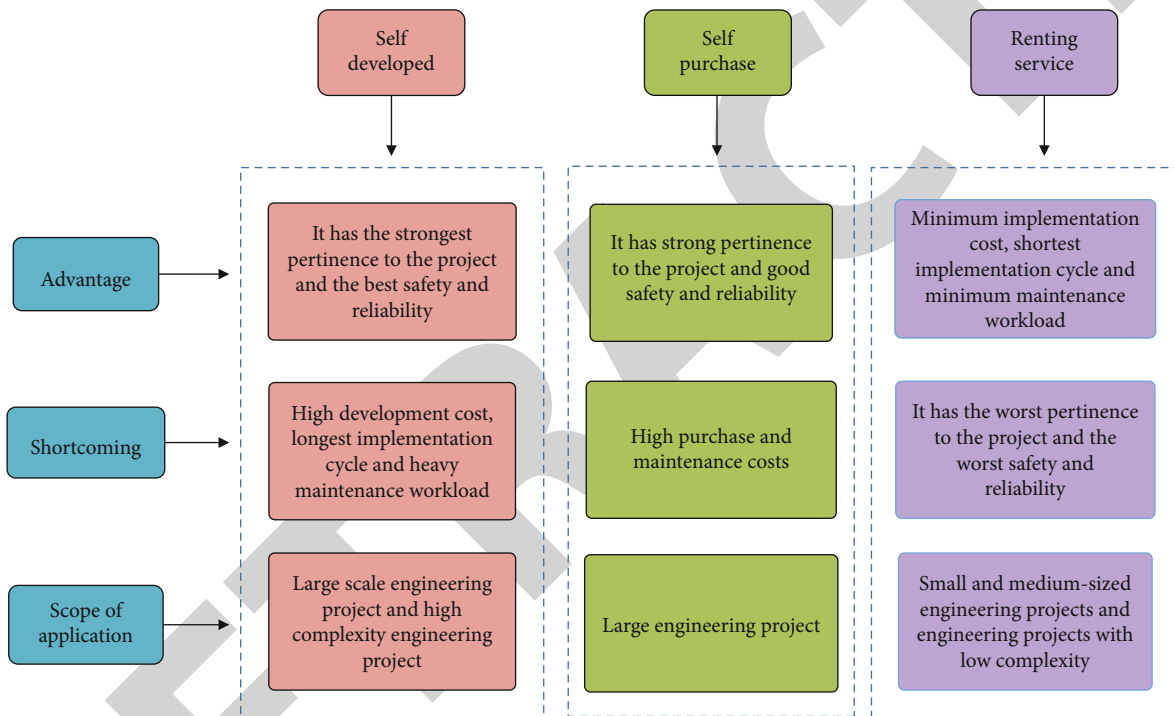 Self
developed
Self
purchase
Renting
service
Advantage
It has the strongest
pertinence to the project
and the best safety and
reliability
It has strong pertinence
to the project and good
safety and reliability
Minimum implementation
cost, shortest
implementation cycle and
minimum maintenance
workload
Shortcoming
High development cost,
longest implementation
cycle and heavy
maintenance workload
High purchase and
maintenance costs
It has the worst pertinence
to the project and the
worst safety and
reliability
Scope of
application
Large scale engineering
project and high
complexity engineering
project
Large engineering project
Small and medium-sized
engineering projects and
engineering projects with
low complexity